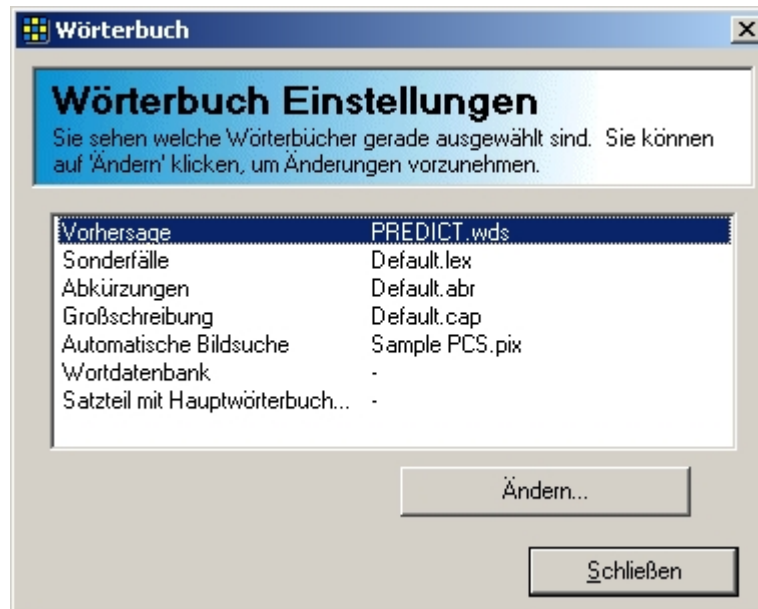 Wörterbuch
Wörterbuch Einstellungen
Sie sehen welche Wörterbücher gerade ausgewählt sind. Sie können
auf 'Ändern' klicken, um Änderungen vorzunehmen.
Vorhersage PREDICT.wds
Sonderfälle Default.lex
Abkürzungen Default.abr
Großschreibung Default.cap
Automatische Bildsuche Sample PCS.pix
Wortdatenbank -
Satzteil mit Hauptwörterbuch... -
Ändern...
Schließen